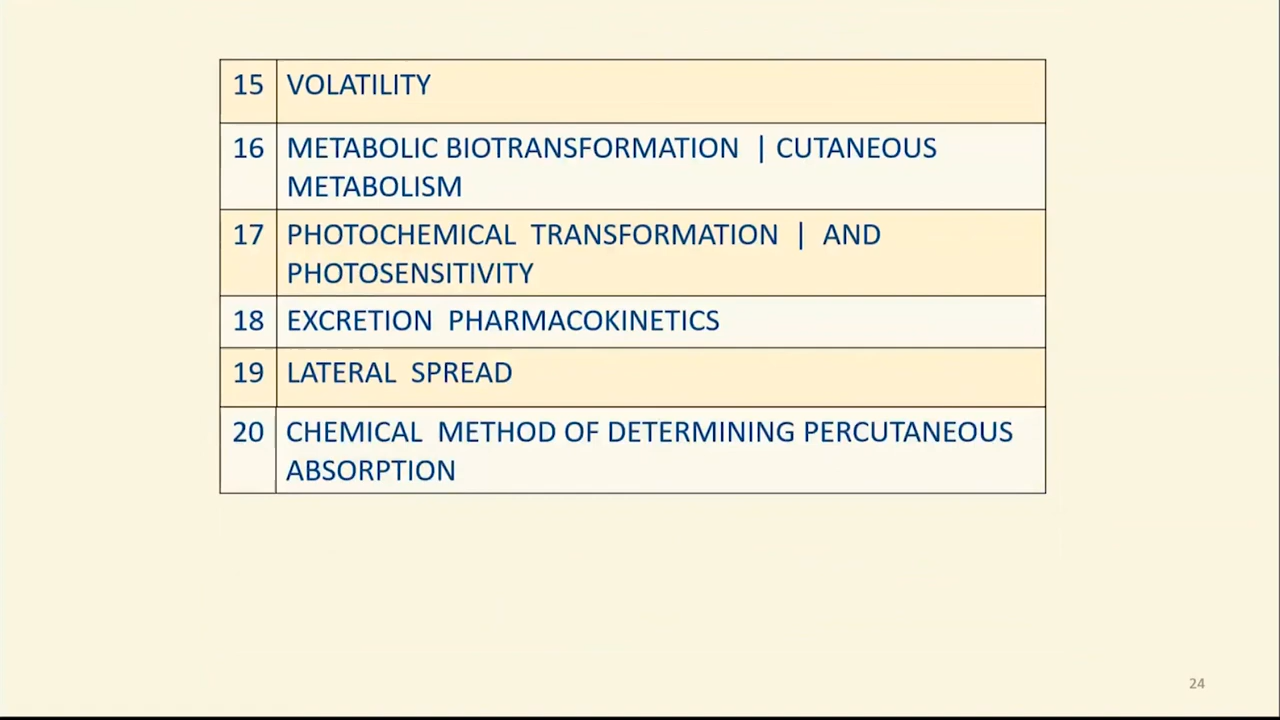 15 VOLATILITY
16 METABOLIC BIOTRANSFORMATION | CUTANEOUS
METABOLISM
17 PHOTOCHEMICAL TRANSFORMATION | AND
PHOTOSENSITIVITY
18 EXCRETION PHARMACOKINETICS
19 LATERAL SPREAD
20 CHEMICAL METHOD OF DETERMINING PERCUTANEOUS
ABSORPTION
24